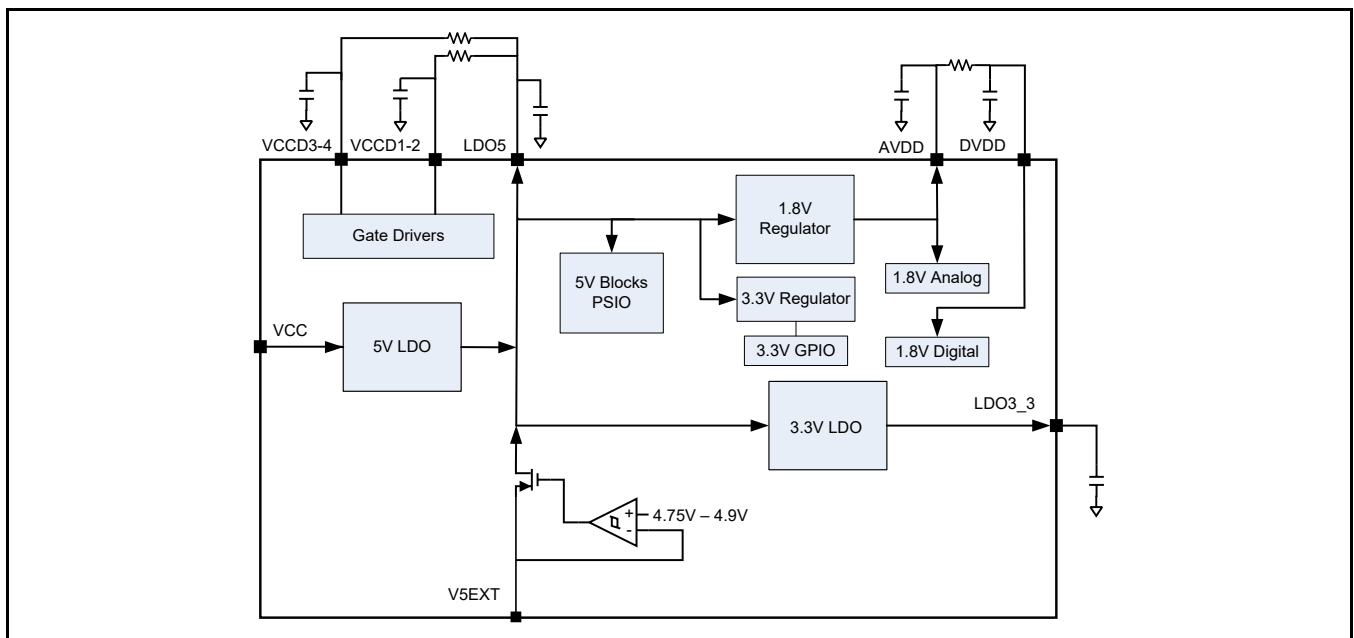 VCCD3-4
VCCD1-2
LDO5
AVDD
DVDD
Gate Drivers
1.8V
Regulator
5V Blocks
PSIO
3.3V Regulator
1.8V Analog
VCC
5V LDO
3.3V GPIO
1.8V Digital
3.3V LDO
LDO3_3
+
-
4.75V – 4.9V
V5EXT